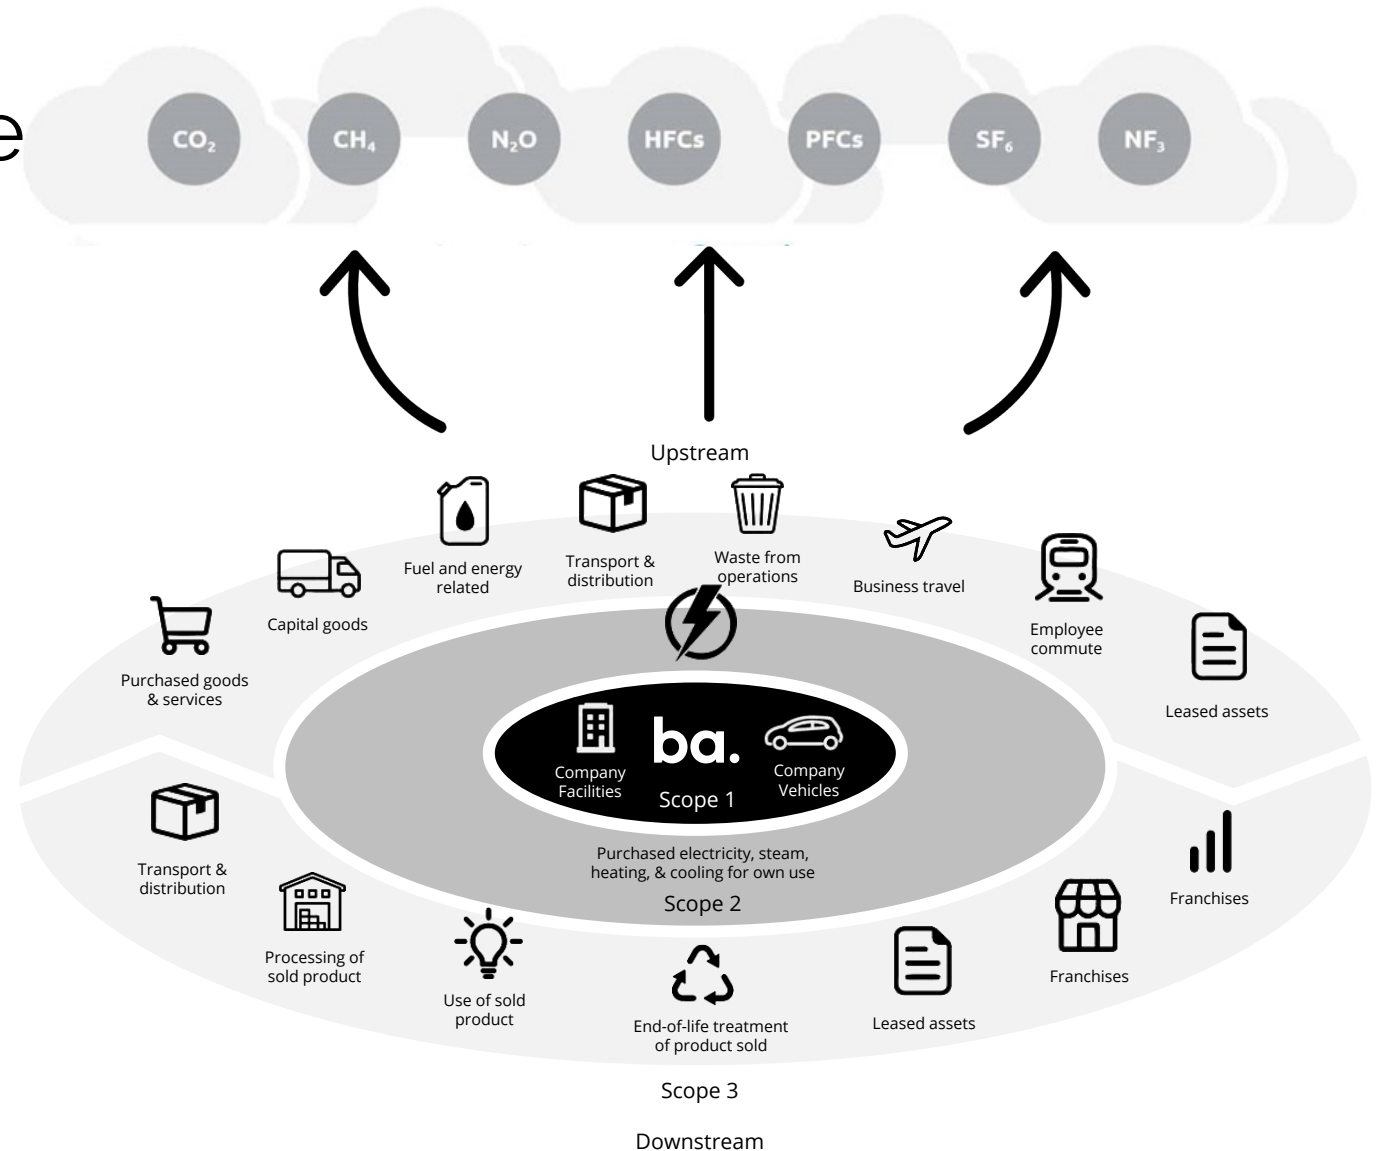 e
CO₂ CH₄ N₂O HFCs PFCs SF₆ NF₃
Upstream
Purchased goods
& services
Capital goods
Fuel and energy
related
Transport &
distribution
Waste from
operations
Business travel
Employee
commute
Leased assets
Company
Facilities
ba.
Company
Vehicles
Scope 1
Purchased electricity, steam,
heating, & cooling for own use
Scope 2
Transport &
distribution
Processing of
sold product
Use of sold
product
End-of-life treatment
of product sold
Leased assets
Franchises
Franchises
Scope 3
Downstream